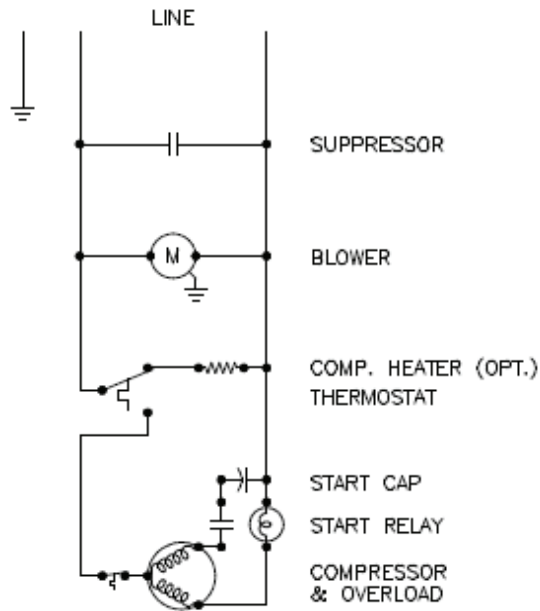 LINE
SUPPRESSOR
M
BLOWER
COMP. HEATER (OPT.)
THERMOSTAT
START CAP
START RELAY
COMPRESSOR
& OVERLOAD